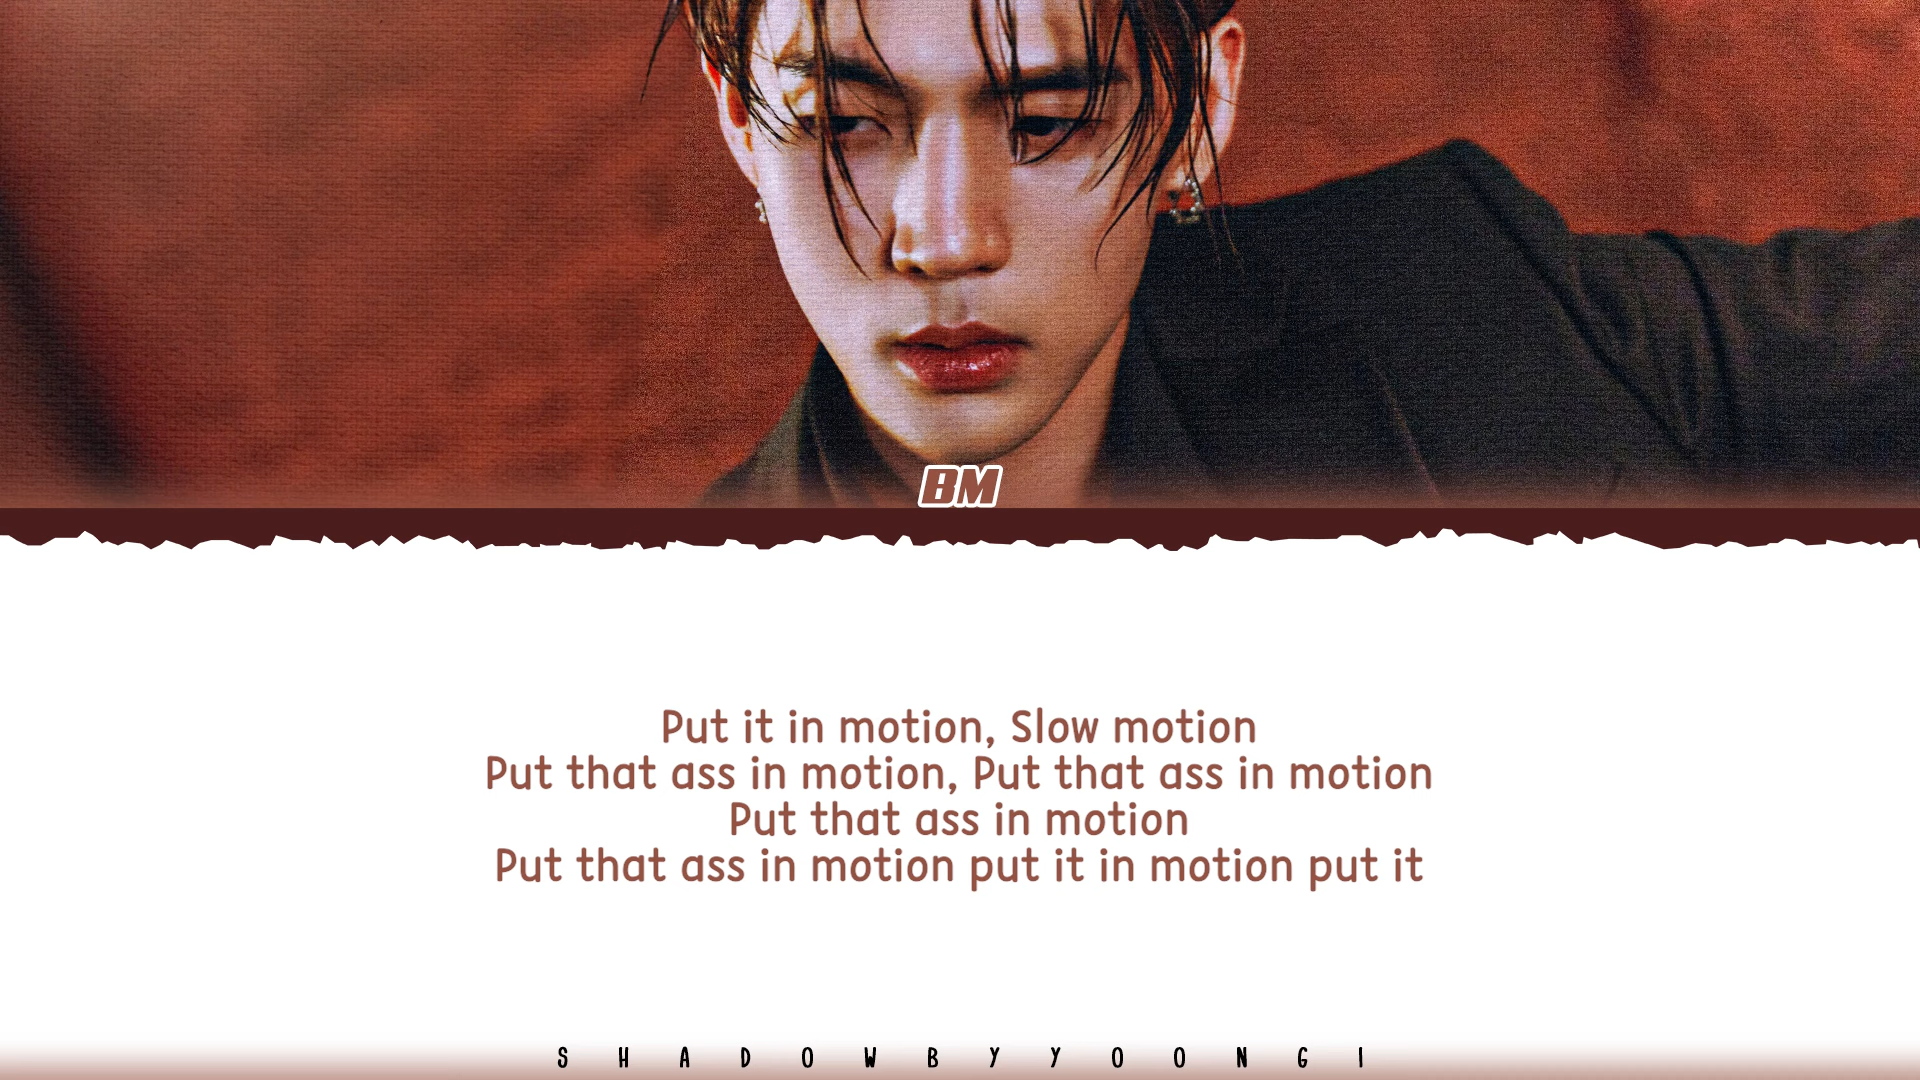 BM
Put it in motion, Slow motion
Put that ass in motion, Put that ass in motion
Put that ass in motion
Put that ass in motion put it in motion put it
SHADOWBYYOONGI